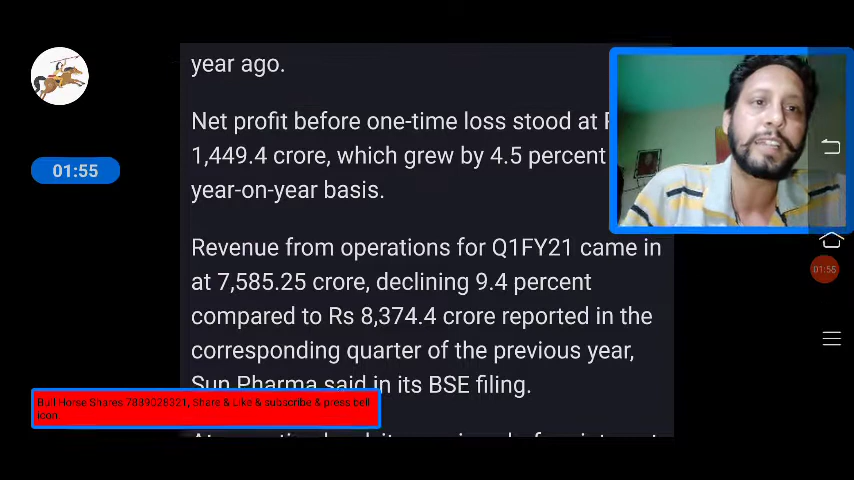 year ago.
Net profit before one-time loss stood at
1,449.4 crore, which grew by 4.5 percent
year-on-year basis.
01:55
Revenue from operations for Q1FY21 came in
at 7,585.25 crore, declining 9.4 percent
compared to Rs 8,374.4 crore reported in the
corresponding quarter of the previous year,
Sun Pharma said in its BSE filing.
01:55
Bull Horse Shares 7889028321, Share & Like & subscribe & press bell
icon.